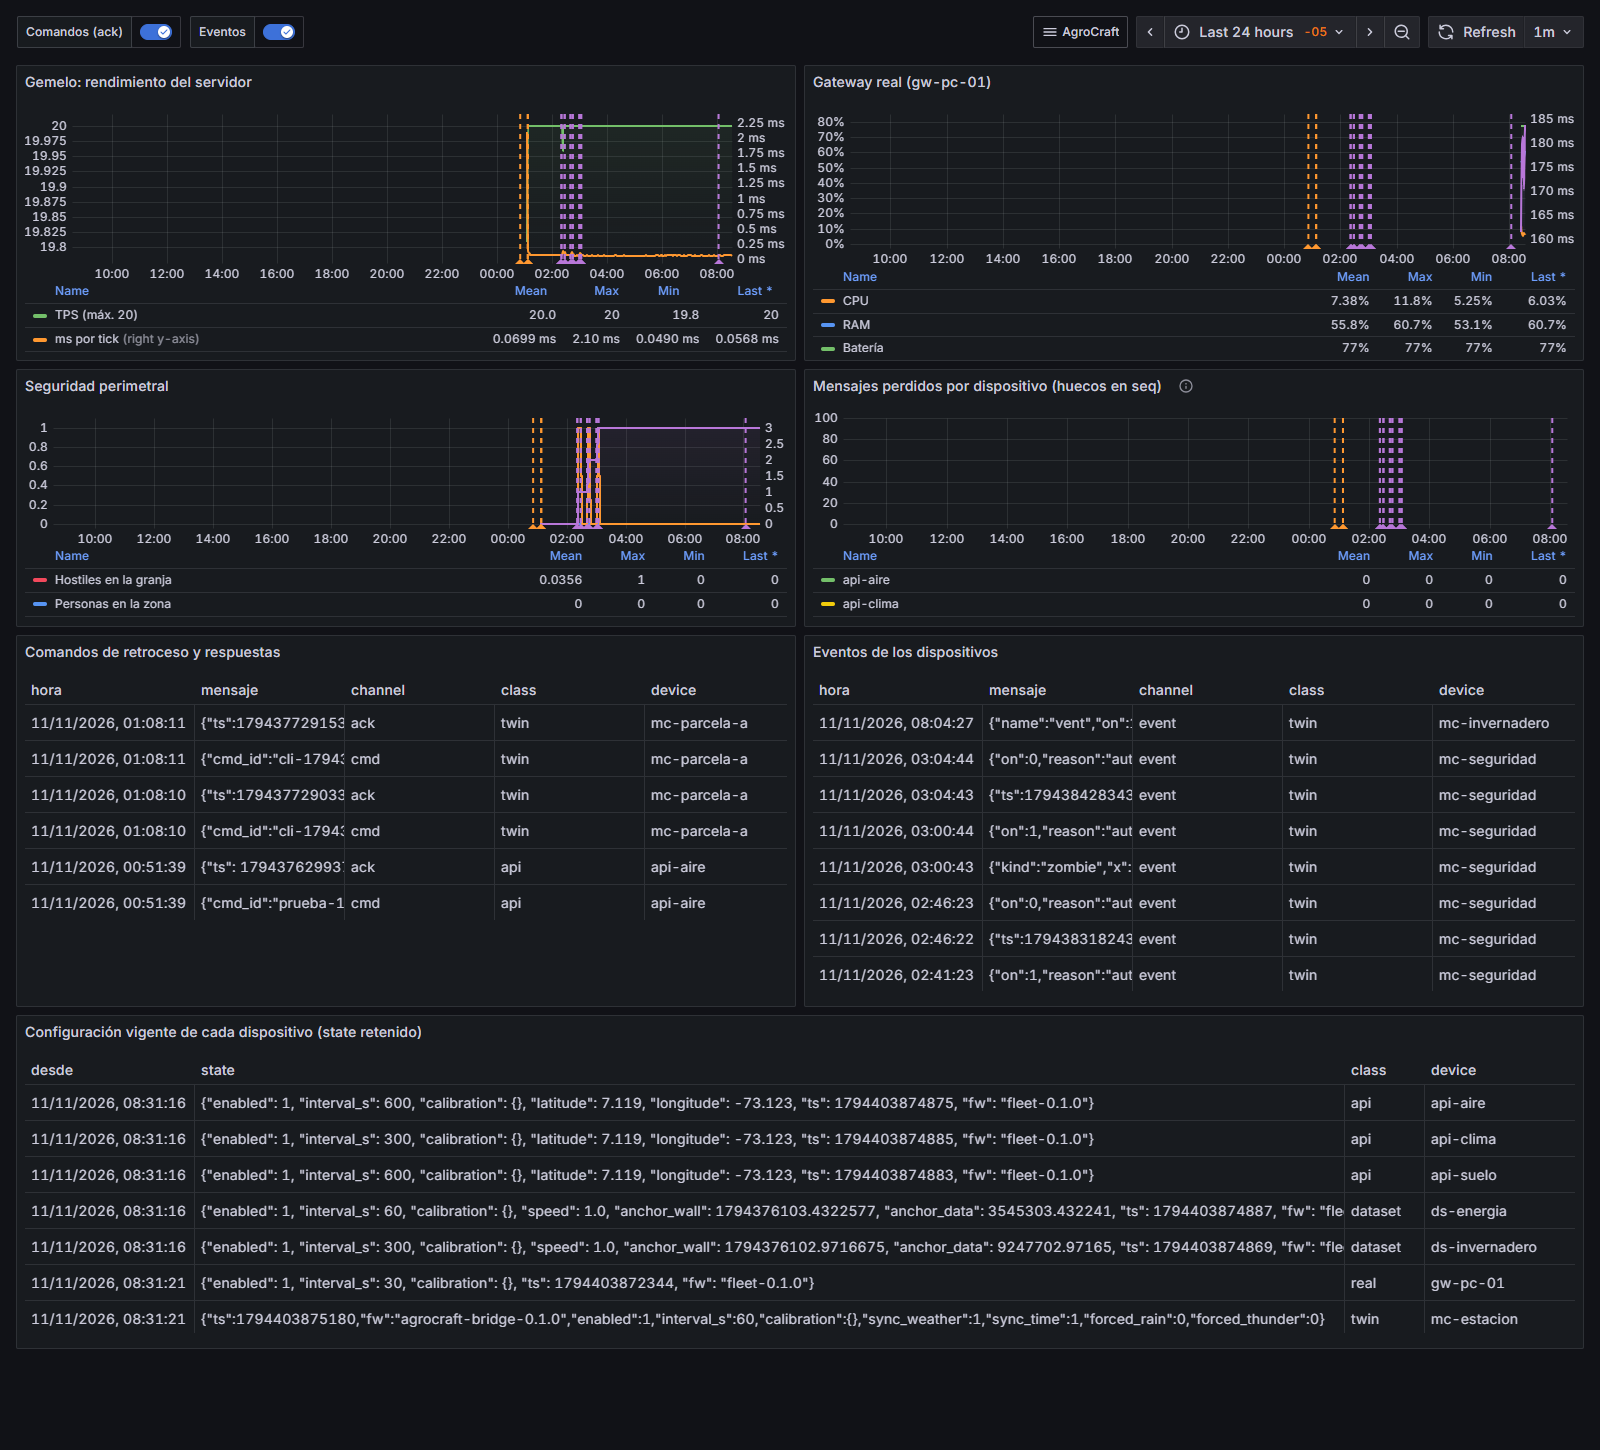 Comandos (ack) Eventos AgroCraft Last 24 hours -05 Refresh 1m
Gemelo: rendimiento del servidor
20
19.975
19.95
19.925
19.9
19.875
19.85
19.825
19.8
2.25 ms
2 ms
1.75 ms
1.5 ms
1.25 ms
1 ms
0.75 ms
0.5 ms
0.25 ms
0 ms
10:00 12:00 14:00 16:00 18:00 20:00 22:00 00:00 02:00 04:00 06:00 08:00
Name Mean Max Min Last *
TPS (máx. 20) 20.0 20 19.8 20
ms por tick (right y-axis) 0.0699 ms 2.10 ms 0.0490 ms 0.0568 ms
Gateway real (gw-pc-01)
80%
70%
60%
50%
40%
30%
20%
10%
0%
185 ms
180 ms
175 ms
170 ms
165 ms
160 ms
10:00 12:00 14:00 16:00 18:00 20:00 22:00 00:00 02:00 04:00 06:00 08:00
Name Mean Max Min Last *
CPU 7.38% 11.8% 5.25% 6.03%
RAM 55.8% 60.7% 53.1% 60.7%
Batería 77% 77% 77% 77%
Seguridad perimetral
1
0.8
0.6
0.4
0.2
0
3
2.5
2
1.5
1
0.5
0
10:00 12:00 14:00 16:00 18:00 20:00 22:00 00:00 02:00 04:00 06:00 08:00
Name Mean Max Min Last *
Hostiles en la granja 0.0356 1 0 0
Personas en la zona 0 0 0 0
Mensajes perdidos por dispositivo (huecos en seq)
100
80
60
40
20
0
10:00 12:00 14:00 16:00 18:00 20:00 22:00 00:00 02:00 04:00 06:00 08:00
Name Mean Max Min Last *
api-aire 0 0 0 0
api-clima 0 0 0 0
Comandos de retroceso y respuestas
hora mensaje channel class device
11/11/2026, 01:08:11 {"ts":179437729153 ack twin mc-parcela-a
11/11/2026, 01:08:11 {"cmd_id":"cli-17943 cmd twin mc-parcela-a
11/11/2026, 01:08:10 {"ts":179437729033 ack twin mc-parcela-a
11/11/2026, 01:08:10 {"cmd_id":"cli-17943 cmd twin mc-parcela-a
11/11/2026, 00:51:39 {"ts": 179437629937 ack api api-aire
11/11/2026, 00:51:39 {"cmd_id":"prueba-1 cmd api api-aire
Eventos de los dispositivos
hora mensaje channel class device
11/11/2026, 08:04:27 {"name":"vent","on": event twin mc-invernadero
11/11/2026, 03:04:44 {"on":0,"reason":"aut event twin mc-seguridad
11/11/2026, 03:04:43 {"ts":179438428343 event twin mc-seguridad
11/11/2026, 03:00:44 {"on":1,"reason":"aut event twin mc-seguridad
11/11/2026, 03:00:43 {"kind":"zombie","x": event twin mc-seguridad
11/11/2026, 02:46:23 {"on":0,"reason":"aut event twin mc-seguridad
11/11/2026, 02:46:22 {"ts":179438318243 event twin mc-seguridad
11/11/2026, 02:41:23 {"on":1,"reason":"aut event twin mc-seguridad
Configuración vigente de cada dispositivo (state retenido)
desde state class device
11/11/2026, 08:31:16 {"enabled": 1, "interval_s": 600, "calibration": {}, "latitude": 7.119, "longitude": -73.123, "ts": 1794403874875, "fw": "fleet-0.1.0"} api api-aire
11/11/2026, 08:31:16 {"enabled": 1, "interval_s": 300, "calibration": {}, "latitude": 7.119, "longitude": -73.123, "ts": 1794403874885, "fw": "fleet-0.1.0"} api api-clima
11/11/2026, 08:31:16 {"enabled": 1, "interval_s": 600, "calibration": {}, "latitude": 7.119, "longitude": -73.123, "ts": 1794403874883, "fw": "fleet-0.1.0"} api api-suelo
11/11/2026, 08:31:16 {"enabled": 1, "interval_s": 60, "calibration": {}, "speed": 1.0, "anchor_wall": 1794376103.4322577, "anchor_data": 3545303.432241, "ts": 1794403874887, "fw": "fle dataset ds-energia
11/11/2026, 08:31:16 {"enabled": 1, "interval_s": 300, "calibration": {}, "speed": 1.0, "anchor_wall": 1794376102.9716675, "anchor_data": 9247702.97165, "ts": 1794403874869, "fw": "fle dataset ds-invernadero
11/11/2026, 08:31:21 {"enabled": 1, "interval_s": 30, "calibration": {}, "ts": 1794403872344, "fw": "fleet-0.1.0"} real gw-pc-01
11/11/2026, 08:31:21 {"ts":1794403875180,"fw":"agrocraft-bridge-0.1.0","enabled":1,"interval_s":60,"calibration":{},"sync_weather":1,"sync_time":1,"forced_rain":0,"forced_thunder":0} twin mc-estacion